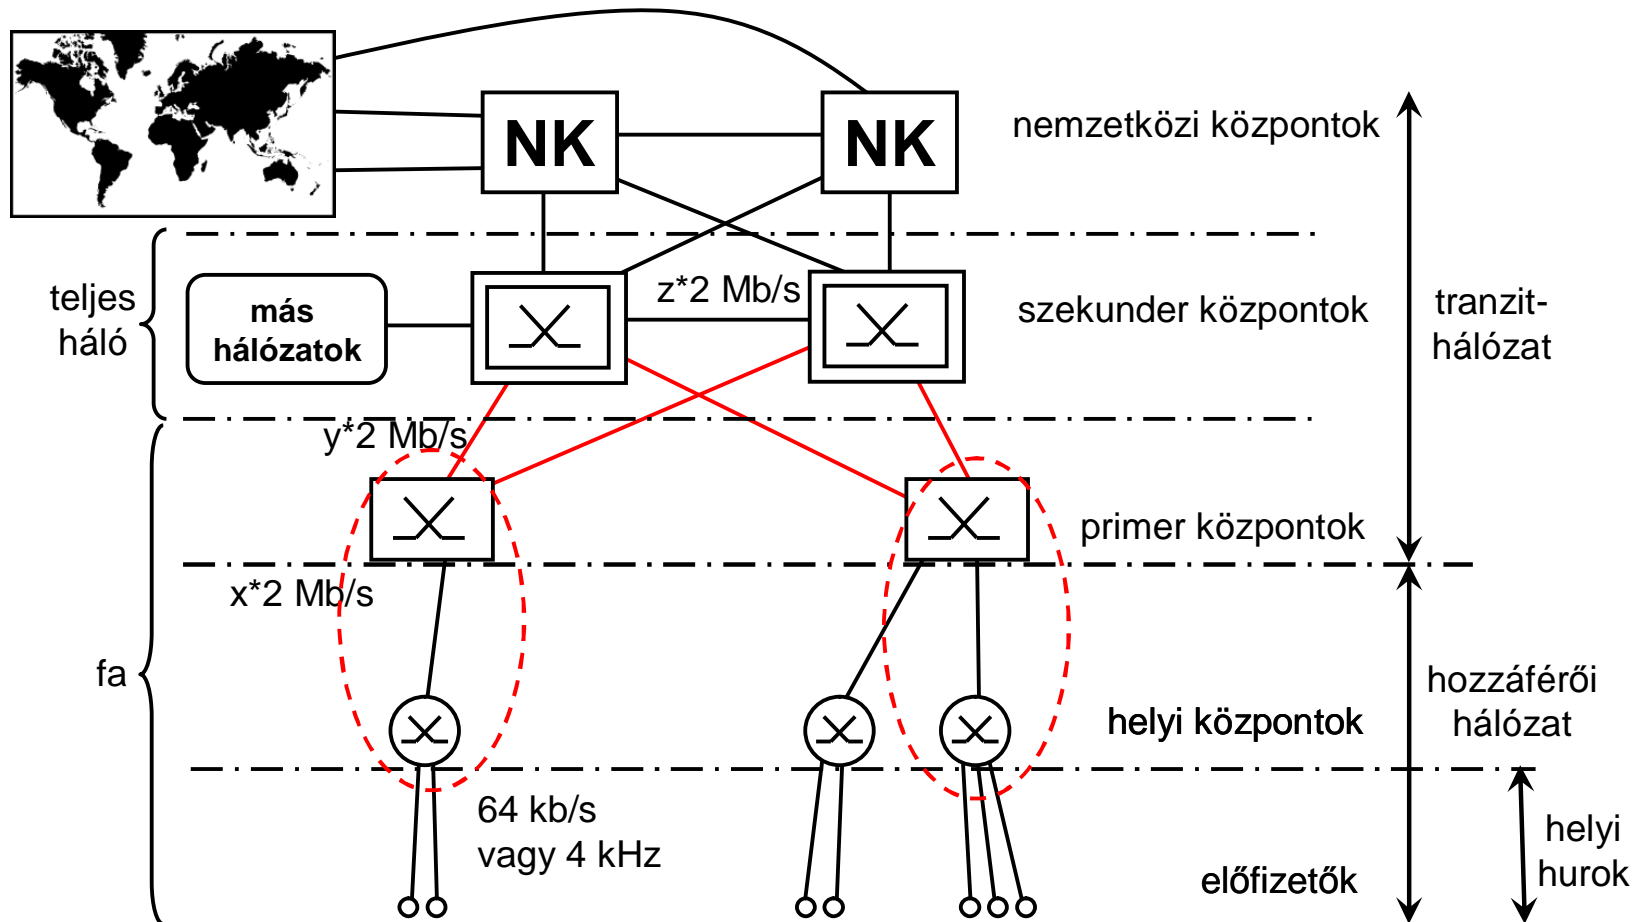 NK
NK
nemzetközi központok
teljes
háló
más
hálózatok
z*2 Mb/s
szekunder központok
tranzit-
hálózat
y*2 Mb/s
primer központok
x*2 Mb/s
fa
helyi központok
hozzáférői
hálózat
64 kb/s
vagy 4 kHz
előfizetők
helyi
hurok